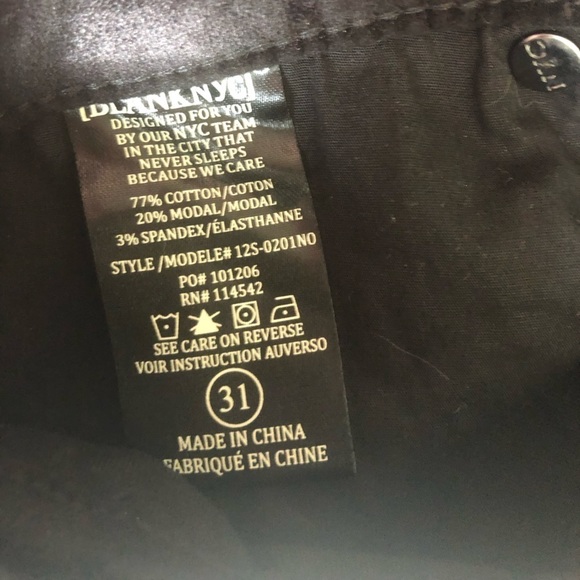 [BLANKNYC]
DESIGNED FOR YOU
BY OUR NYC TEAM
IN THE CITY THAT
NEVER SLEEPS
BECAUSE WE CARE
77% COTTON/COTON
20% MODAL/MODAL
3% SPANDEX/ÉLASTHANNE
STYLE /MODELE# 12S-0201NO
PO# 101206
RN# 114542
SEE CARE ON REVERSE
VOIR INSTRUCTION AUVERSO
31
MADE IN CHINA
FABRIQUÉ EN CHINE